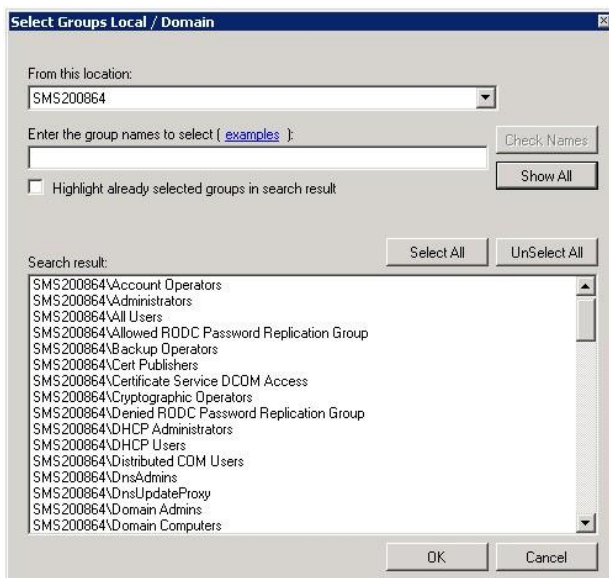 Select Groups Local / Domain
From this location:
SMS200864
Enter the group names to select ( examples ):
Check Names
Highlight already selected groups in search result
Show All
Select All
UnSelect All
Search result:
SMS200864\Account Operators
SMS200864\Administrators
SMS200864\All Users
SMS200864\Allowed RODC Password Replication Group
SMS200864\Backup Operators
SMS200864\Cert Publishers
SMS200864\Certificate Service DCOM Access
SMS200864\Cryptographic Operators
SMS200864\Denied RODC Password Replication Group
SMS200864\DHCP Administrators
SMS200864\DHCP Users
SMS200864\Distributed COM Users
SMS200864\DnsAdmins
SMS200864\DnsUpdateProxy
SMS200864\Domain Admins
SMS200864\Domain Computers
OK
Cancel